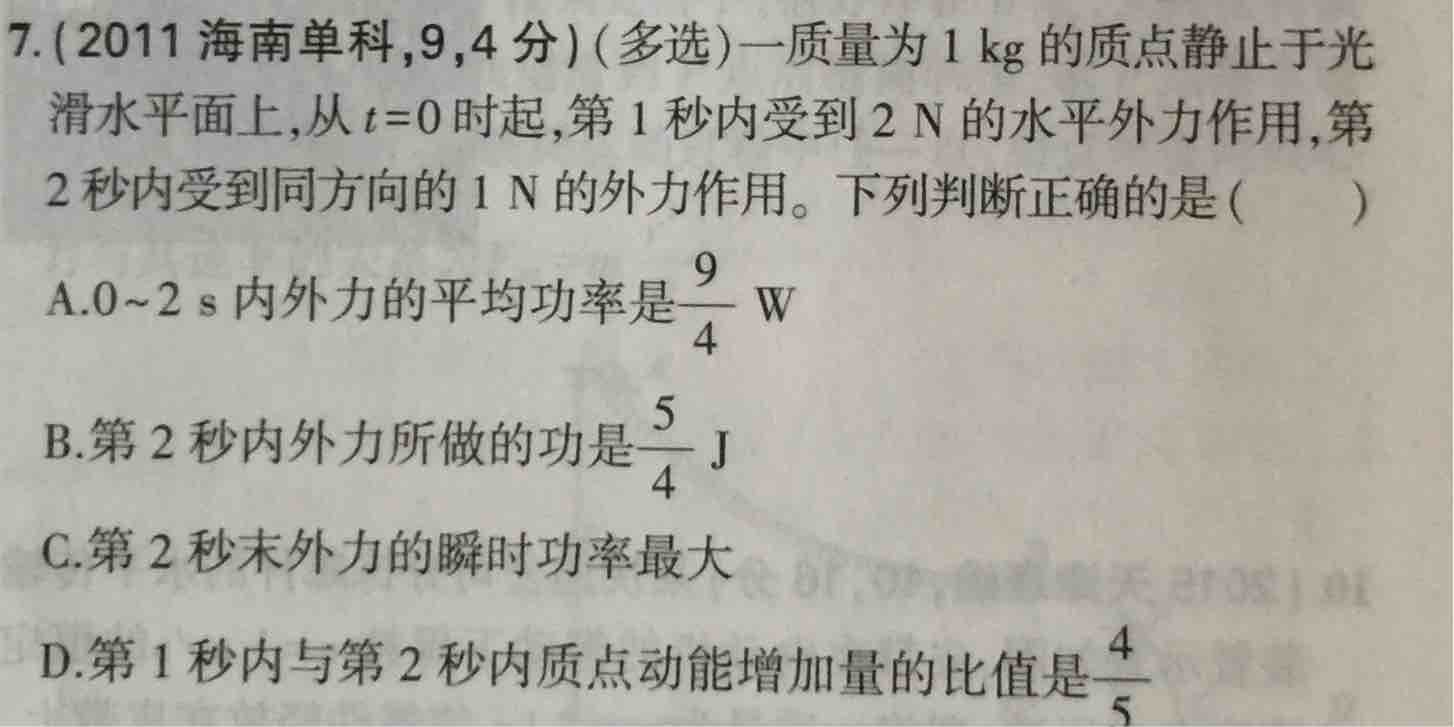 7.(2011 海南单科,9,4 分)(多选)一质量为 1 kg 的质点静止于光
滑水平面上,从 t=0 时起,第 1 秒内受到 2 N 的水平外力作用,第
2 秒内受到同方向的 1 N 的外力作用。下列判断正确的是(    )
A.0~2 s 内外力的平均功率是9/4 W
B.第 2 秒内外力所做的功是5/4 J
C.第 2 秒末外力的瞬时功率最大
D.第 1 秒内与第 2 秒内质点动能增加量的比值是4/5